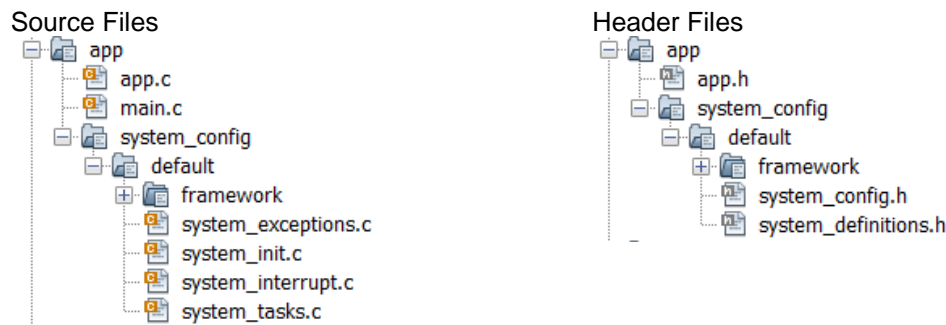 Source Files
app
app.c
main.c
system_config
default
framework
system_exceptions.c
system_init.c
system_interrupt.c
system_tasks.c
Header Files
app
app.h
system_config
default
framework
system_config.h
system_definitions.h